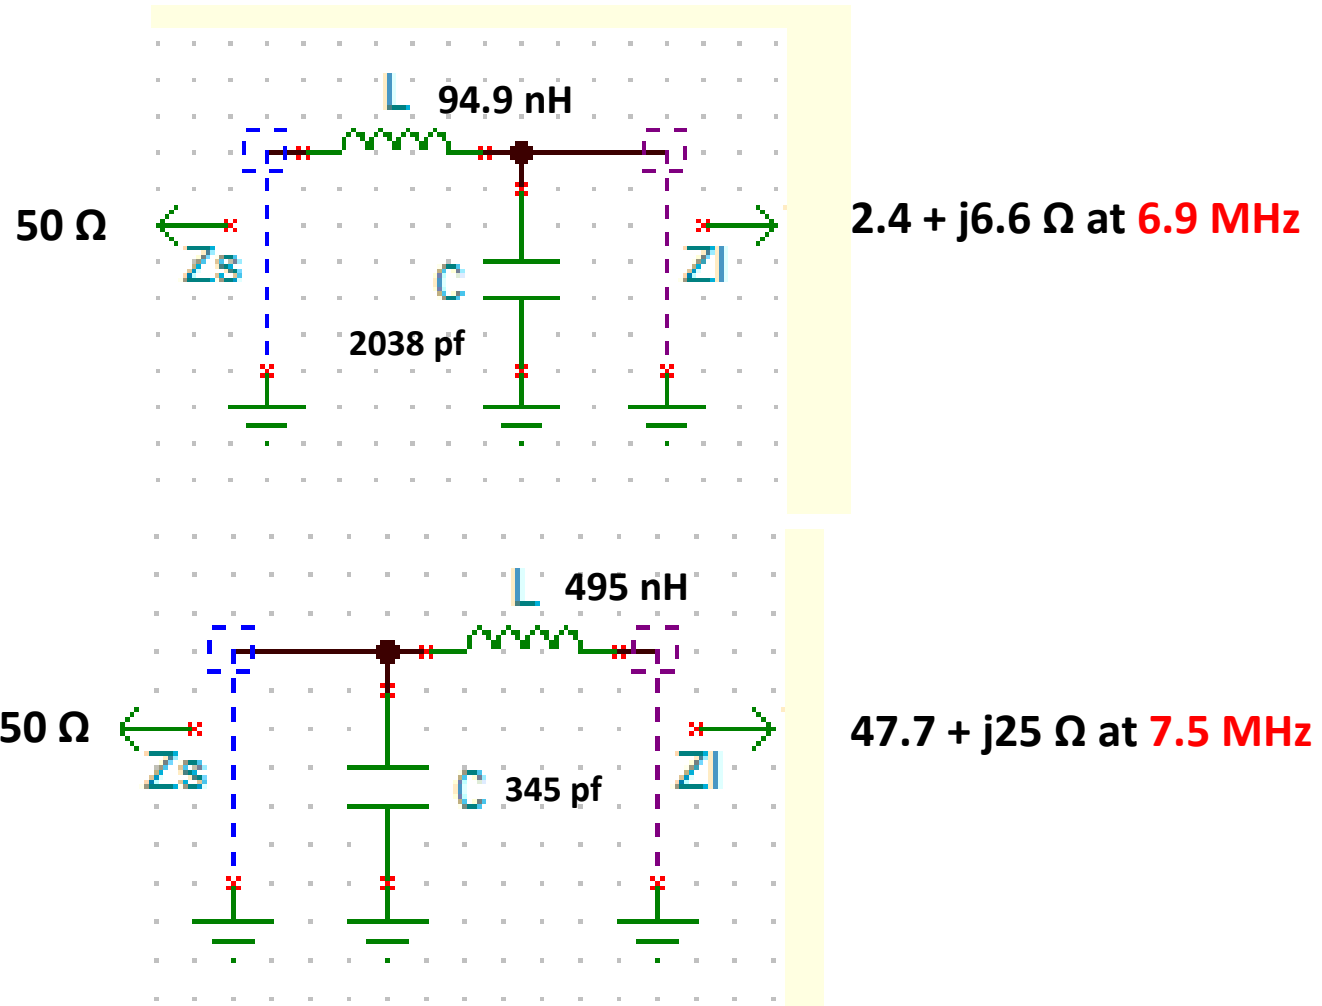 L 94.9 nH
50 Ω
Zs
C
2038 pf
Zl
2.4 + j6.6 Ω at 6.9 MHz
L 495 nH
50 Ω
Zs
C 345 pf
Zl
47.7 + j25 Ω at 7.5 MHz